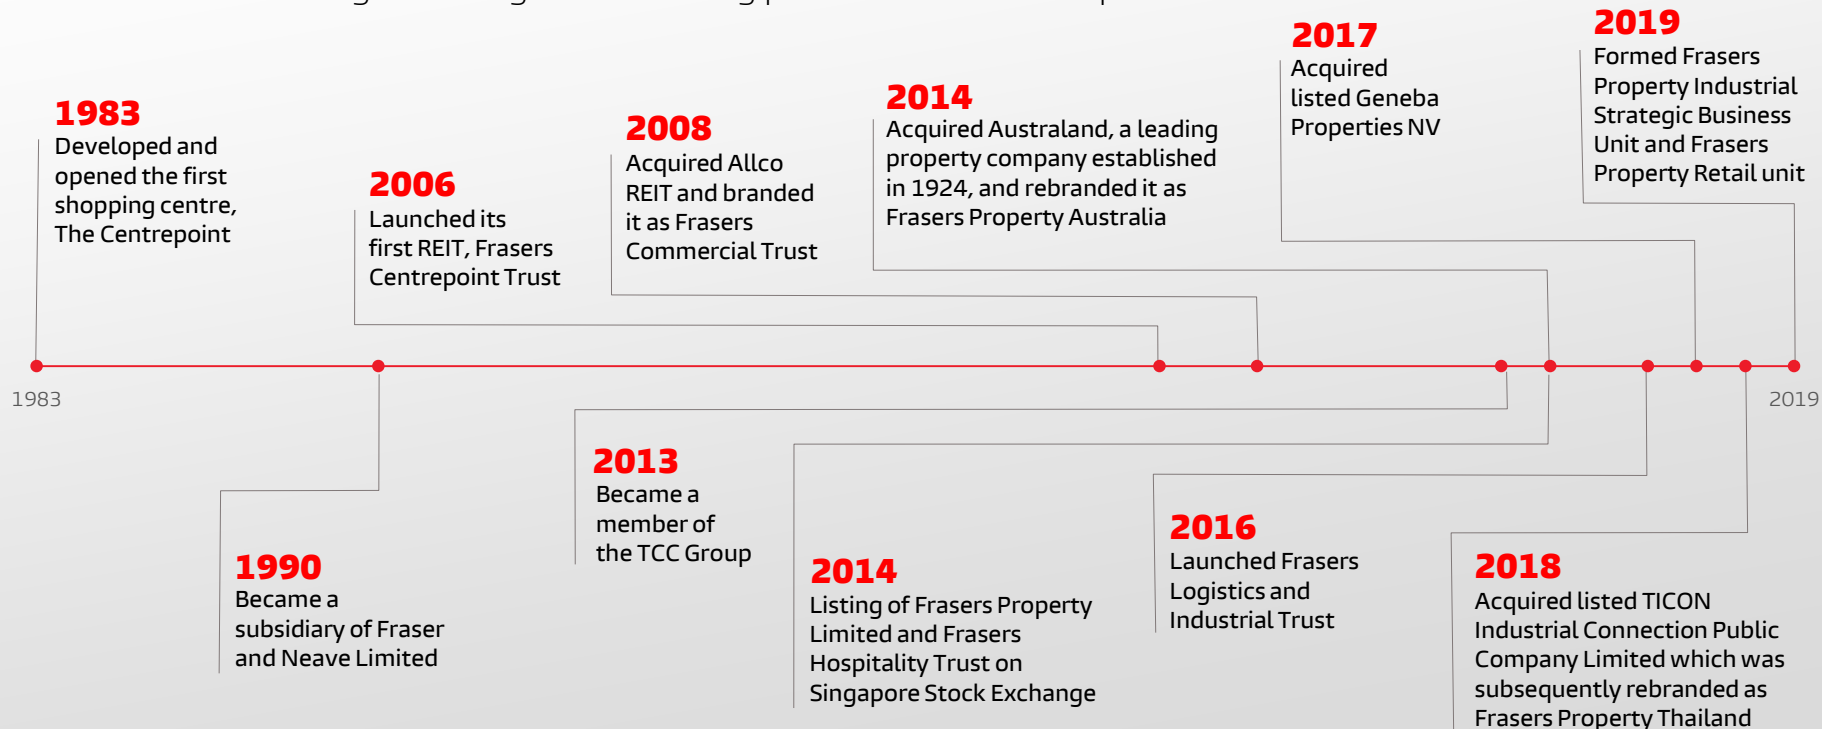 1983
Developed and
opened the first
shopping centre,
The Centrepoint
2006
Launched its
first REIT, Frasers
Centrepoint Trust
2008
Acquired Allco
REIT and branded
it as Frasers
Commercial Trust
2014
Acquired Australand, a leading
property company established
in 1924, and rebranded it as
Frasers Property Australia
2017
Acquired
listed Geneba
Properties NV
2019
Formed Frasers
Property Industrial
Strategic Business
Unit and Frasers
Property Retail unit
1983
2019
1990
Became a
subsidiary of Fraser
and Neave Limited
2013
Became a
member of
the TCC Group
2014
Listing of Frasers Property
Limited and Frasers
Hospitality Trust on
Singapore Stock Exchange
2016
Launched Frasers
Logistics and
Industrial Trust
2018
Acquired listed TICON
Industrial Connection Public
Company Limited which was
subsequently rebranded as
Frasers Property Thailand